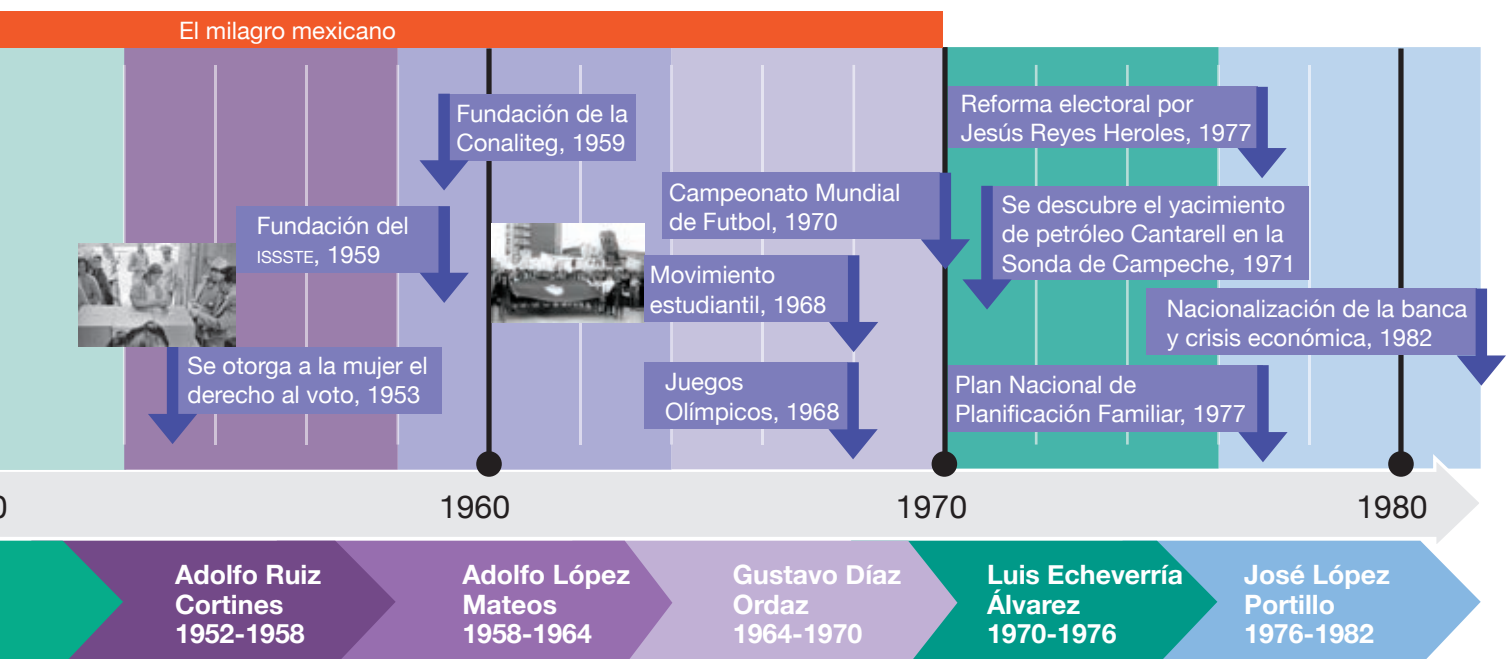 El milagro mexicano
Fundación de la
Conaliteg, 1959
Fundación del
ISSSTE, 1959
Se otorga a la mujer el
derecho al voto, 1953
Campeonato Mundial
de Futbol, 1970
Movimiento
estudiantil, 1968
Juegos
Olímpicos, 1968
Reforma electoral por
Jesús Reyes Heroles, 1977
Se descubre el yacimiento
de petróleo Cantarell en la
Sonda de Campeche, 1971
Nacionalización de la banca
y crisis económica, 1982
Plan Nacional de
Planificación Familiar, 1977
0
1960
1970
1980
Adolfo Ruiz
Cortines
1952-1958
Adolfo López
Mateos
1958-1964
Gustavo Díaz
Ordaz
1964-1970
Luis Echeverría
Álvarez
1970-1976
José López
Portillo
1976-1982